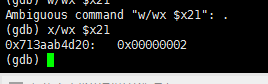 (gdb) w/wx $x21
Ambiguous command "w/wx $x21": .
(gdb) x/wx $x21
0x713aab4d20:   0x00000002
(gdb)